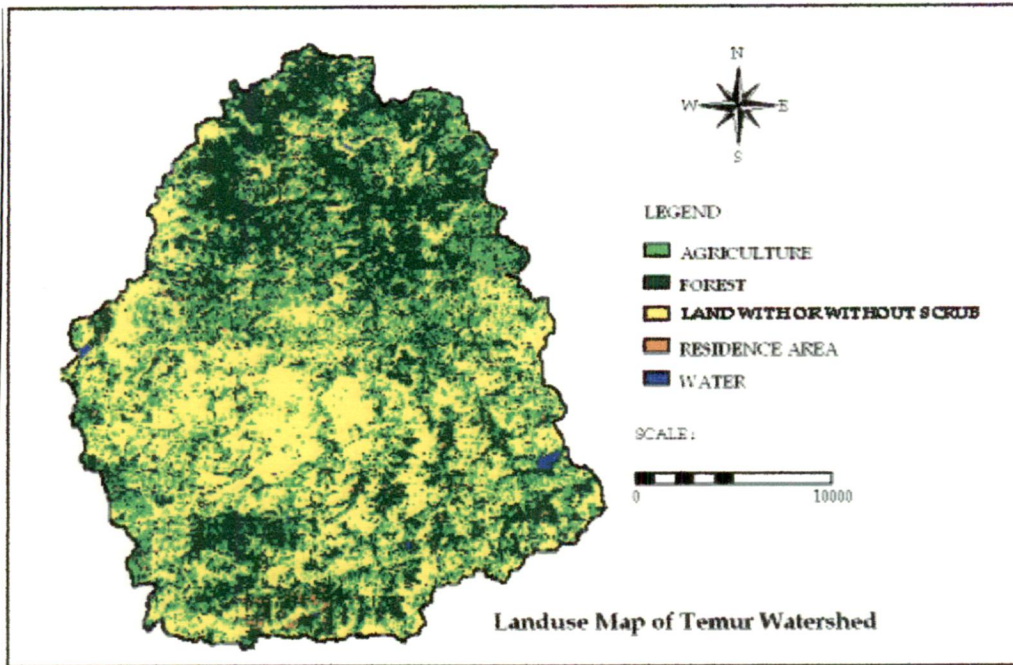 N
W E
S
LEGEND
AGRICULTURE
FOREST
LAND WITH OR WITHOUT SCRUB
RESIDENCE AREA
WATER
SCALE:
0 10000
Landuse Map of Temur Watershed